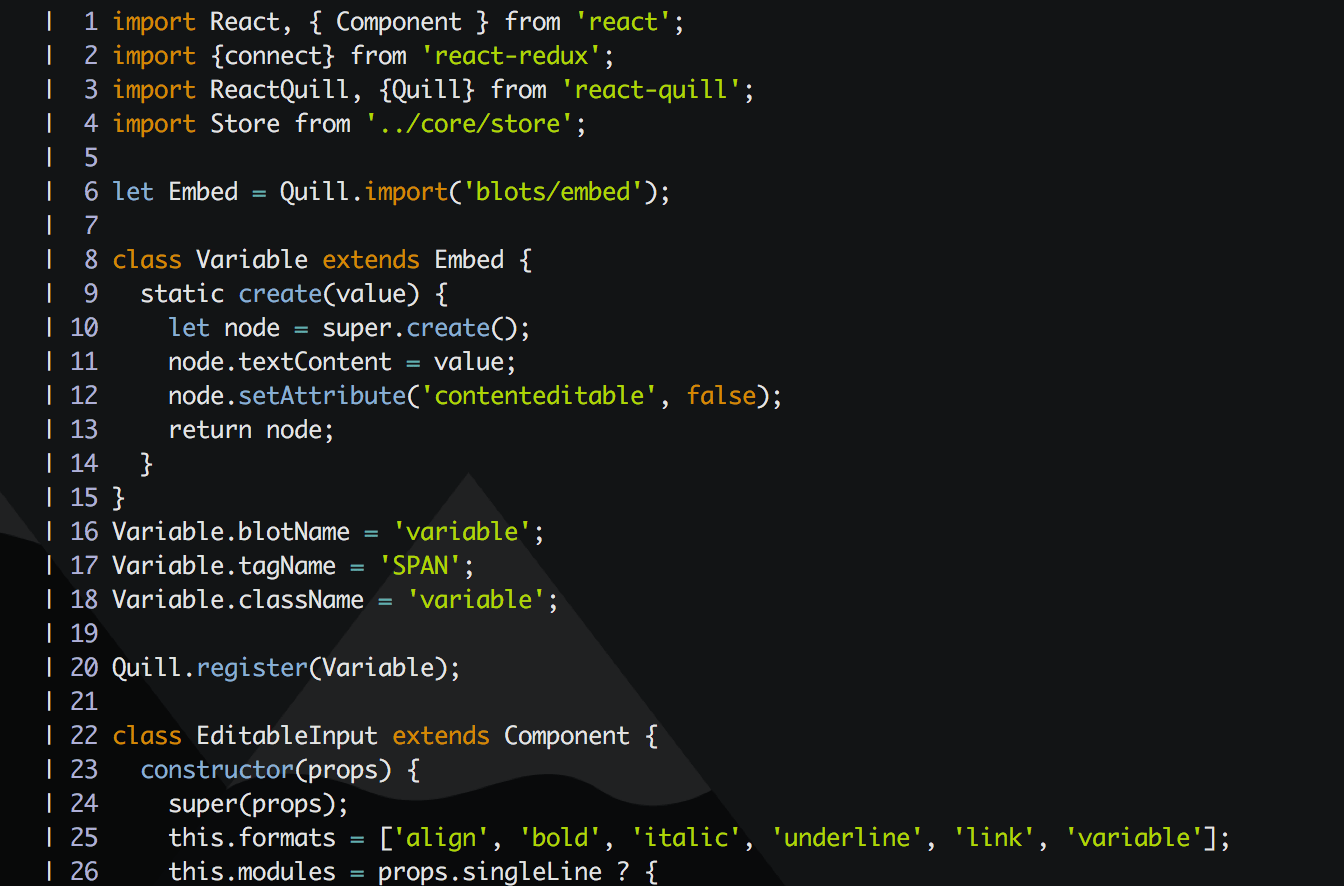 | 1 import React, { Component } from 'react';
| 2 import {connect} from 'react-redux';
| 3 import ReactQuill, {Quill} from 'react-quill';
| 4 import Store from '../core/store';
| 5
| 6 let Embed = Quill.import('blots/embed');
| 7
| 8 class Variable extends Embed {
| 9   static create(value) {
| 10     let node = super.create();
| 11     node.textContent = value;
| 12     node.setAttribute('contenteditable', false);
| 13     return node;
| 14   }
| 15 }
| 16 Variable.blotName = 'variable';
| 17 Variable.tagName = 'SPAN';
| 18 Variable.className = 'variable';
| 19
| 20 Quill.register(Variable);
| 21
| 22 class EditableInput extends Component {
| 23   constructor(props) {
| 24     super(props);
| 25     this.formats = ['align', 'bold', 'italic', 'underline', 'link', 'variable'];
| 26     this.modules = props.singleLine ? {